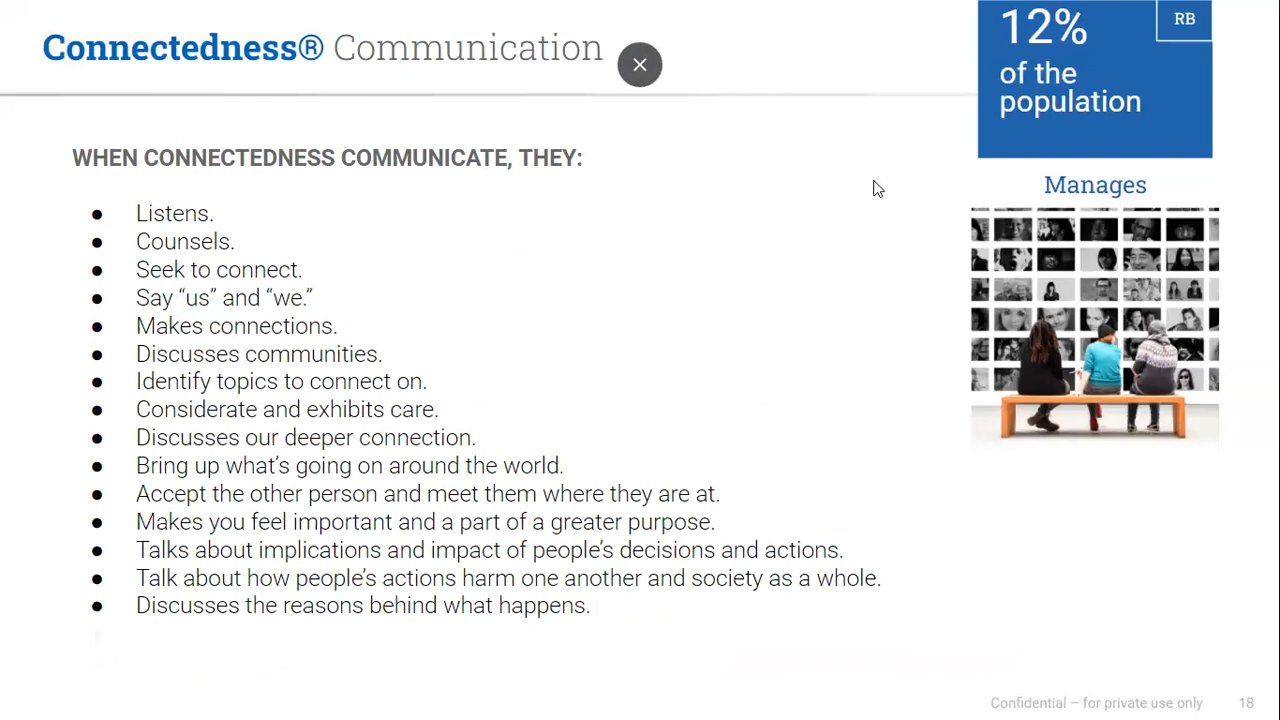 Connectedness® Communication
12%
RB
of the
population
WHEN CONNECTEDNESS COMMUNICATE, THEY:
Manages
● Listens.
● Counsels.
● Seek to connect.
● Say “us” and “we.”
● Makes connections.
● Discusses communities.
● Identify topics to connect on.
● Considerate and exhibits care.
● Discusses our deeper connection.
● Bring up what’s going on around the world.
● Accept the other person and meet them where they are at.
● Makes you feel important and a part of a greater purpose.
● Talks about implications and impact of people’s decisions and actions.
● Talk about how people’s actions harm one another and society as a whole.
● Discusses the reasons behind what happens.
Confidential – for private use only 18